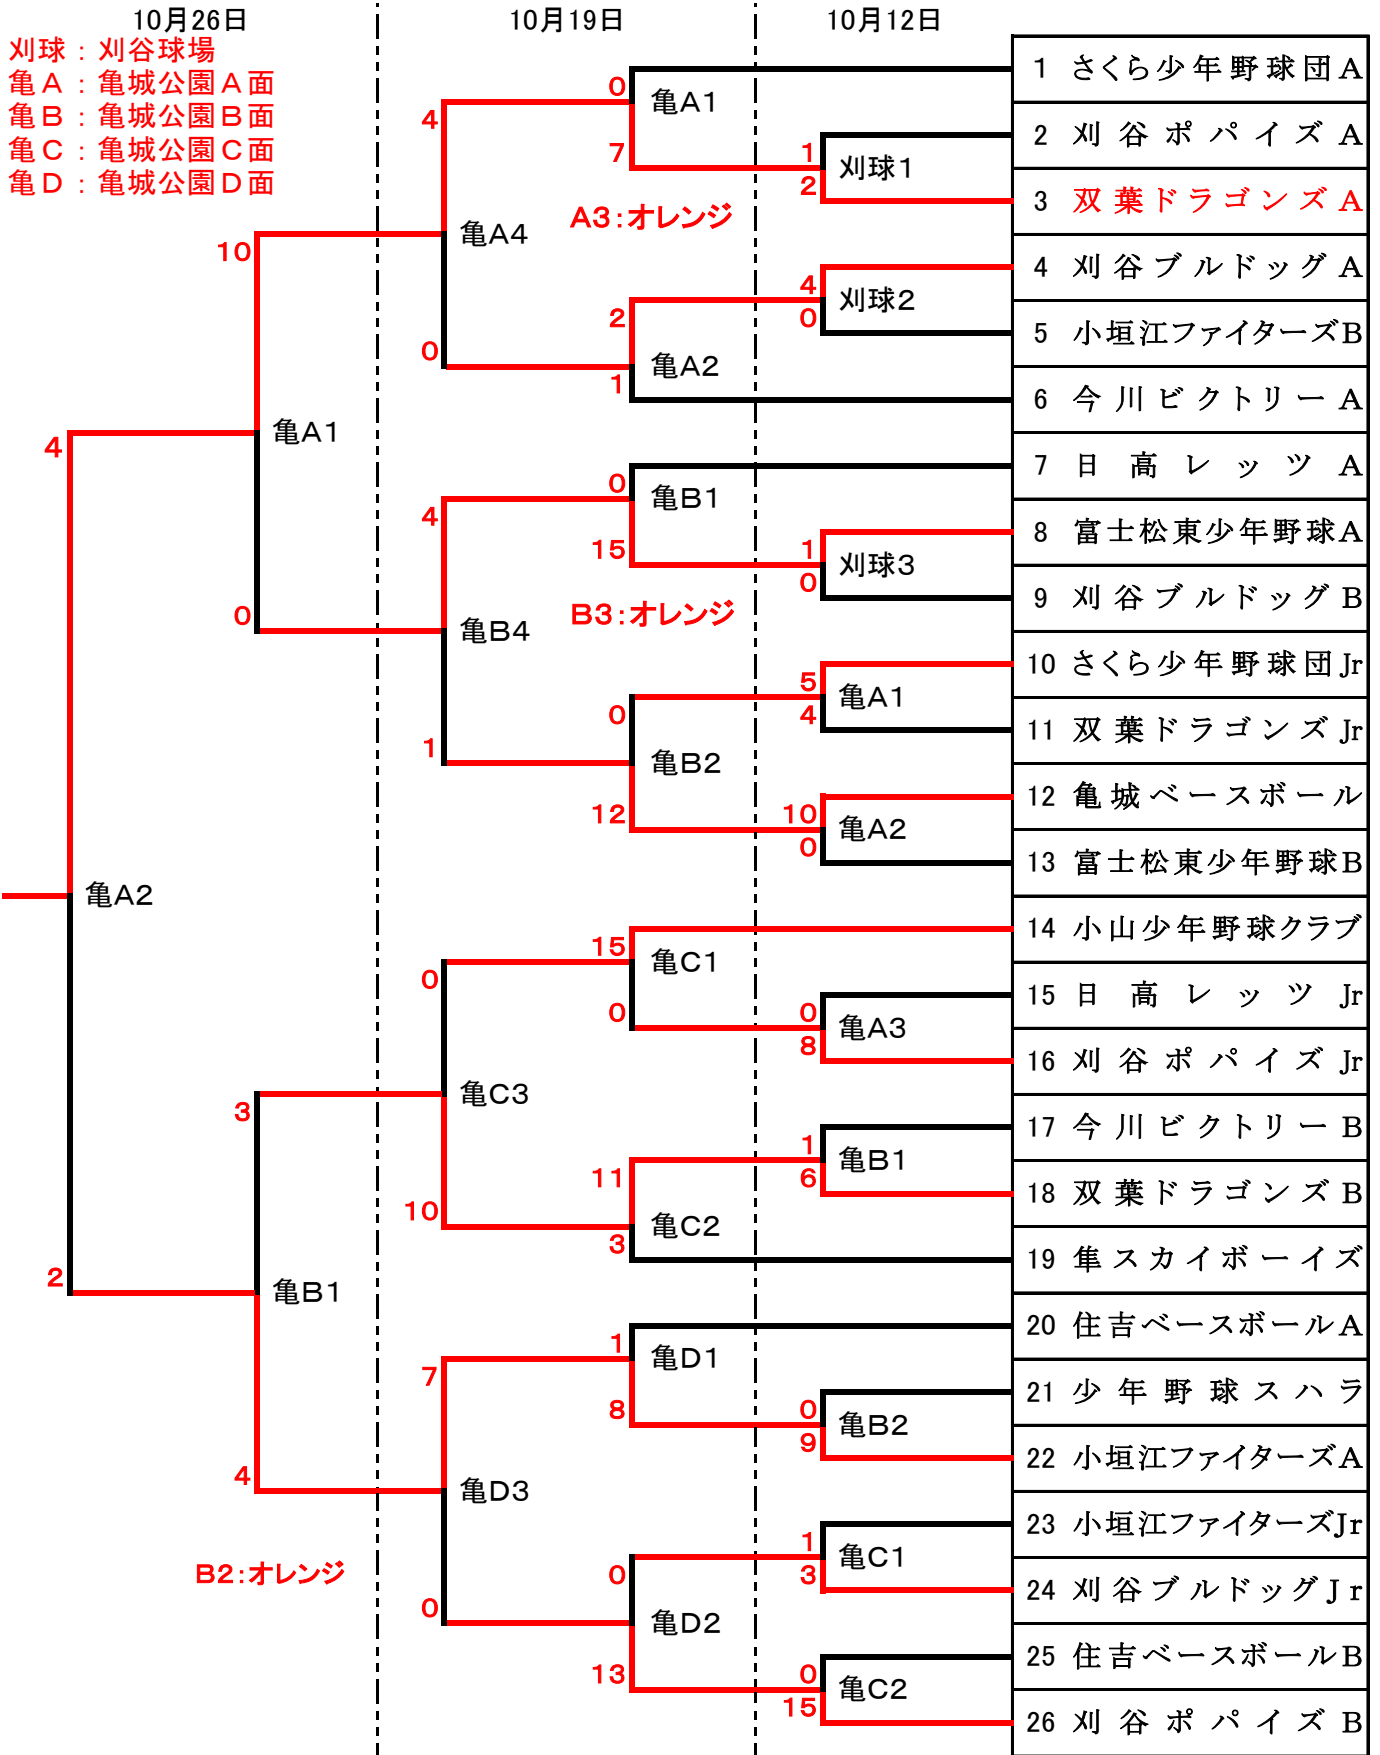 10月26日 10月19日 10月12日
刈球：刈谷球場
亀A：亀城公園A面
亀B：亀城公園B面
亀C：亀城公園C面
亀D：亀城公園D面
1 さくら少年野球団A
0 亀A1
4
2 刈谷ポパイズA
7
1 刈球1
2
3 双葉ドラゴンズA
A3：オレンジ
亀A4
10
4 刈谷ブルドッグA
4 刈球2
0
2
5 小垣江ファイターズB
0
亀A2
1
6 今川ビクトリーA
亀A1
4
7 日高レッツA
0 亀B1
4
8 富士松東少年野球A
15
1 刈球3
0
9 刈谷ブルドッグB
B3：オレンジ
0
亀B4
10 さくら少年野球団Jr
5 亀A1
4
0
11 双葉ドラゴンズJr
1
亀B2
12 亀城ベースボール
12
10 亀A2
0
13 富士松東少年野球B
亀A2
14 小山少年野球クラブ
15 亀C1
0
15 日高レッツJr
0
0 亀A3
8
16 刈谷ポパイズJr
亀C3
3
17 今川ビクトリーB
1 亀B1
6
11
18 双葉ドラゴンズB
10
亀C2
3
19 隼スカイボーイズ
2
亀B1
20 住吉ベースボールA
1 亀D1
7
21 少年野球スハラ
8
0 亀B2
9
22 小垣江ファイターズA
4
亀D3
23 小垣江ファイターズJr
1 亀C1
3
B2：オレンジ
0
24 刈谷ブルドッグJr
0
亀D2
25 住吉ベースボールB
13
0 亀C2
15
26 刈谷ポパイズB